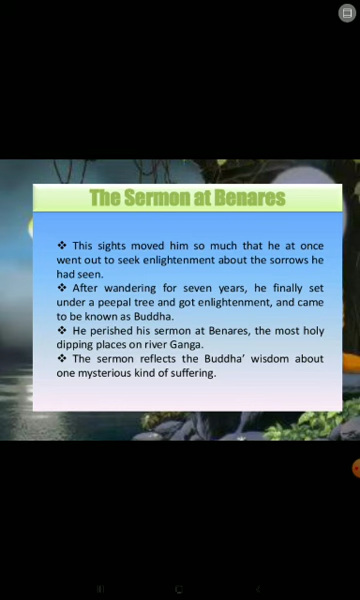 The Sermon at Benares
❖ This sights moved him so much that he at once
went out to seek enlightenment about the sorrows he
had seen.
❖ After wandering for seven years, he finally set
under a peepal tree and got enlightenment, and came
to be known as Buddha.
❖ He perished his sermon at Benares, the most holy
dipping places on river Ganga.
❖ The sermon reflects the Buddha’ wisdom about
one mysterious kind of suffering.